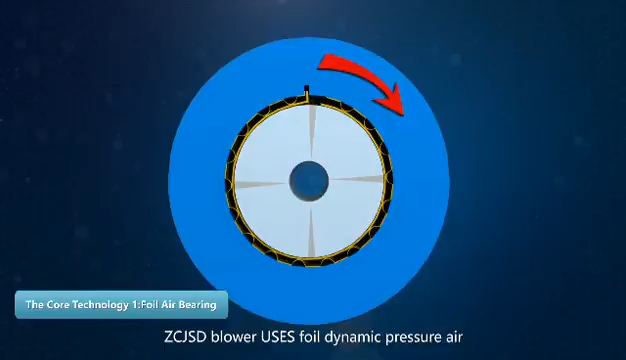 The Core Technology 1:Foil Air Bearing
ZCJSD blower USES foil dynamic pressure air